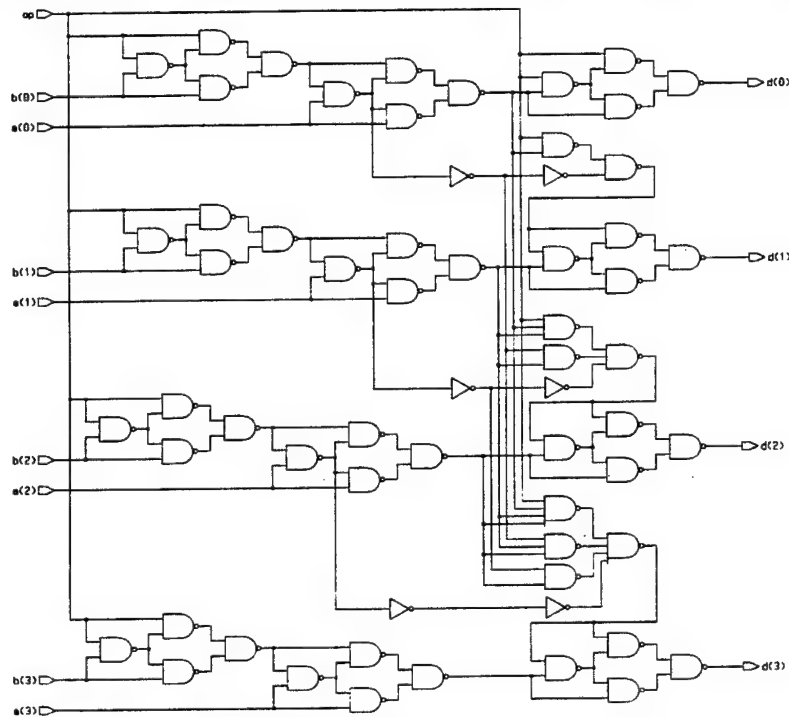 op
b(0)
d(0)
a(0)
b(1)
d(1)
a(1)
b(2)
d(2)
a(2)
b(3)
d(3)
a(3)